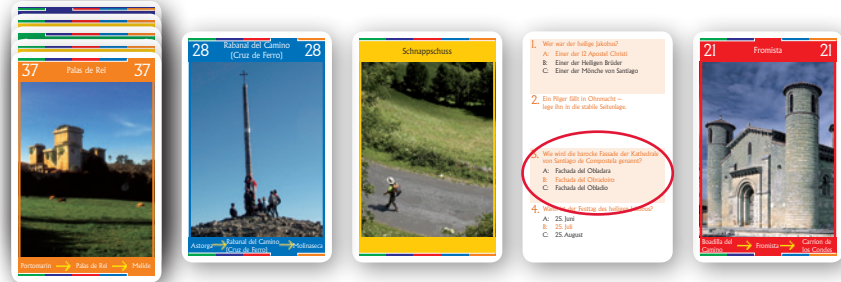 37 Palas de Rei 37
Portomarin Palas de Rei Melide
28 Rabanal del Camino 28
(Cruz de Ferro)
Astorga Rabanal del Camino Molinaseca
(Cruz de Ferro)
Schnappschuss
1. Wer war der heilige Jakobus?
A: Einer der 12 Apostel Christi
B: Einer der Heiligen Brüder
C: Einer der Mönche von Santiago
2. Ein Pilger fällt in Ohnmacht –
lege ihn in die stabile Seitenlage.
3. Wie wird die barocke Fassade der Kathedrale
von Santiago de Compostela genannt?
A: Fachada del Obladara
B: Fachada del Obradoiro
C: Fachada del Obladio
4. Wann ist der Festtag des heiligen Jakobus?
A: 25. Juni
B: 25. Juli
C: 25. August
21 Fromista 21
Boadilla del Camino Fromista Carrion de los Condes